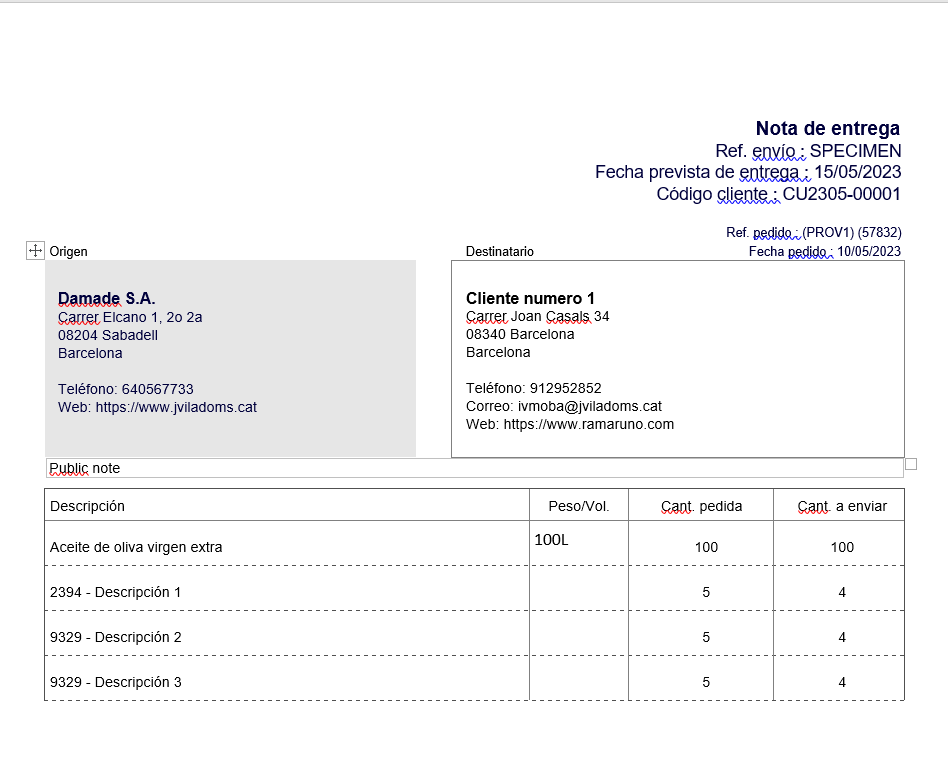 Nota de entrega
Ref. envío : SPECIMEN
Fecha prevista de entrega : 15/05/2023
Código cliente : CU2305-00001
Ref. pedido : (PROV1) (57832)
Fecha pedido : 10/05/2023
Origen
Damade S.A.
Carrer Elcano 1, 2o 2a
08204 Sabadell
Barcelona
Teléfono: 640567733
Web: https://www.jviladoms.cat
Destinatario
Cliente numero 1
Carrer Joan Casals 34
08340 Barcelona
Barcelona
Teléfono: 912952852
Correo: ivmoba@jviladoms.cat
Web: https://www.ramaruno.com
Public note
Descripción Peso/Vol. Cant. pedida Cant. a enviar
Aceite de oliva virgen extra 100L 100 100
2394 - Descripción 1 5 4
9329 - Descripción 2 5 4
9329 - Descripción 3 5 4